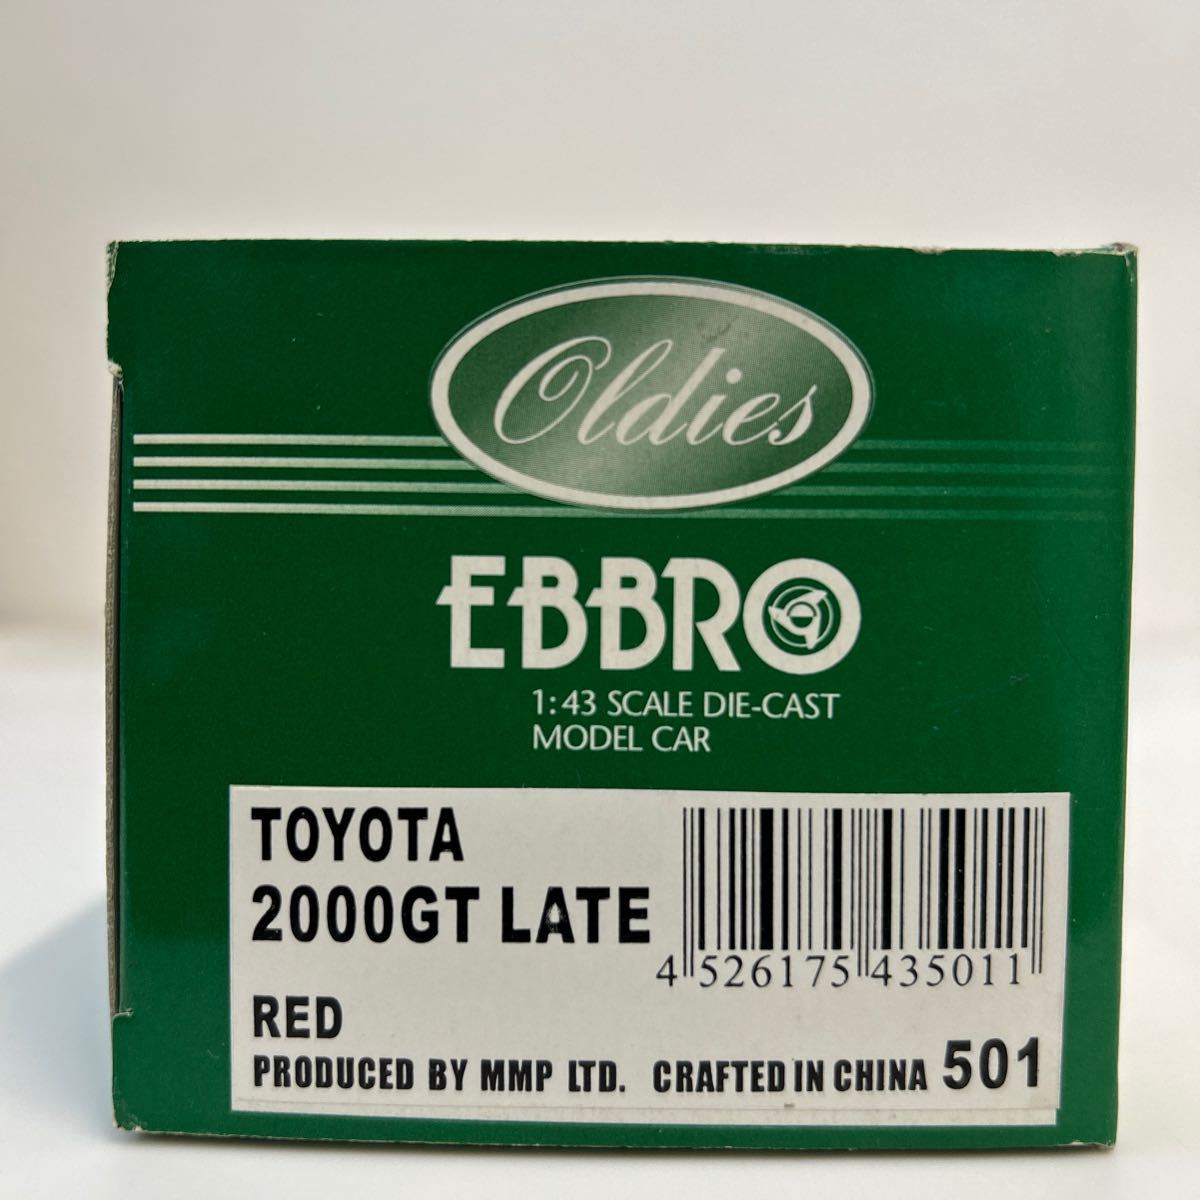 Oldies
EBBRO
1:43 SCALE DIE-CAST
MODEL CAR
TOYOTA
2000GT LATE
4 526175 435011
RED
PRODUCED BY MMP LTD. CRAFTED IN CHINA 501